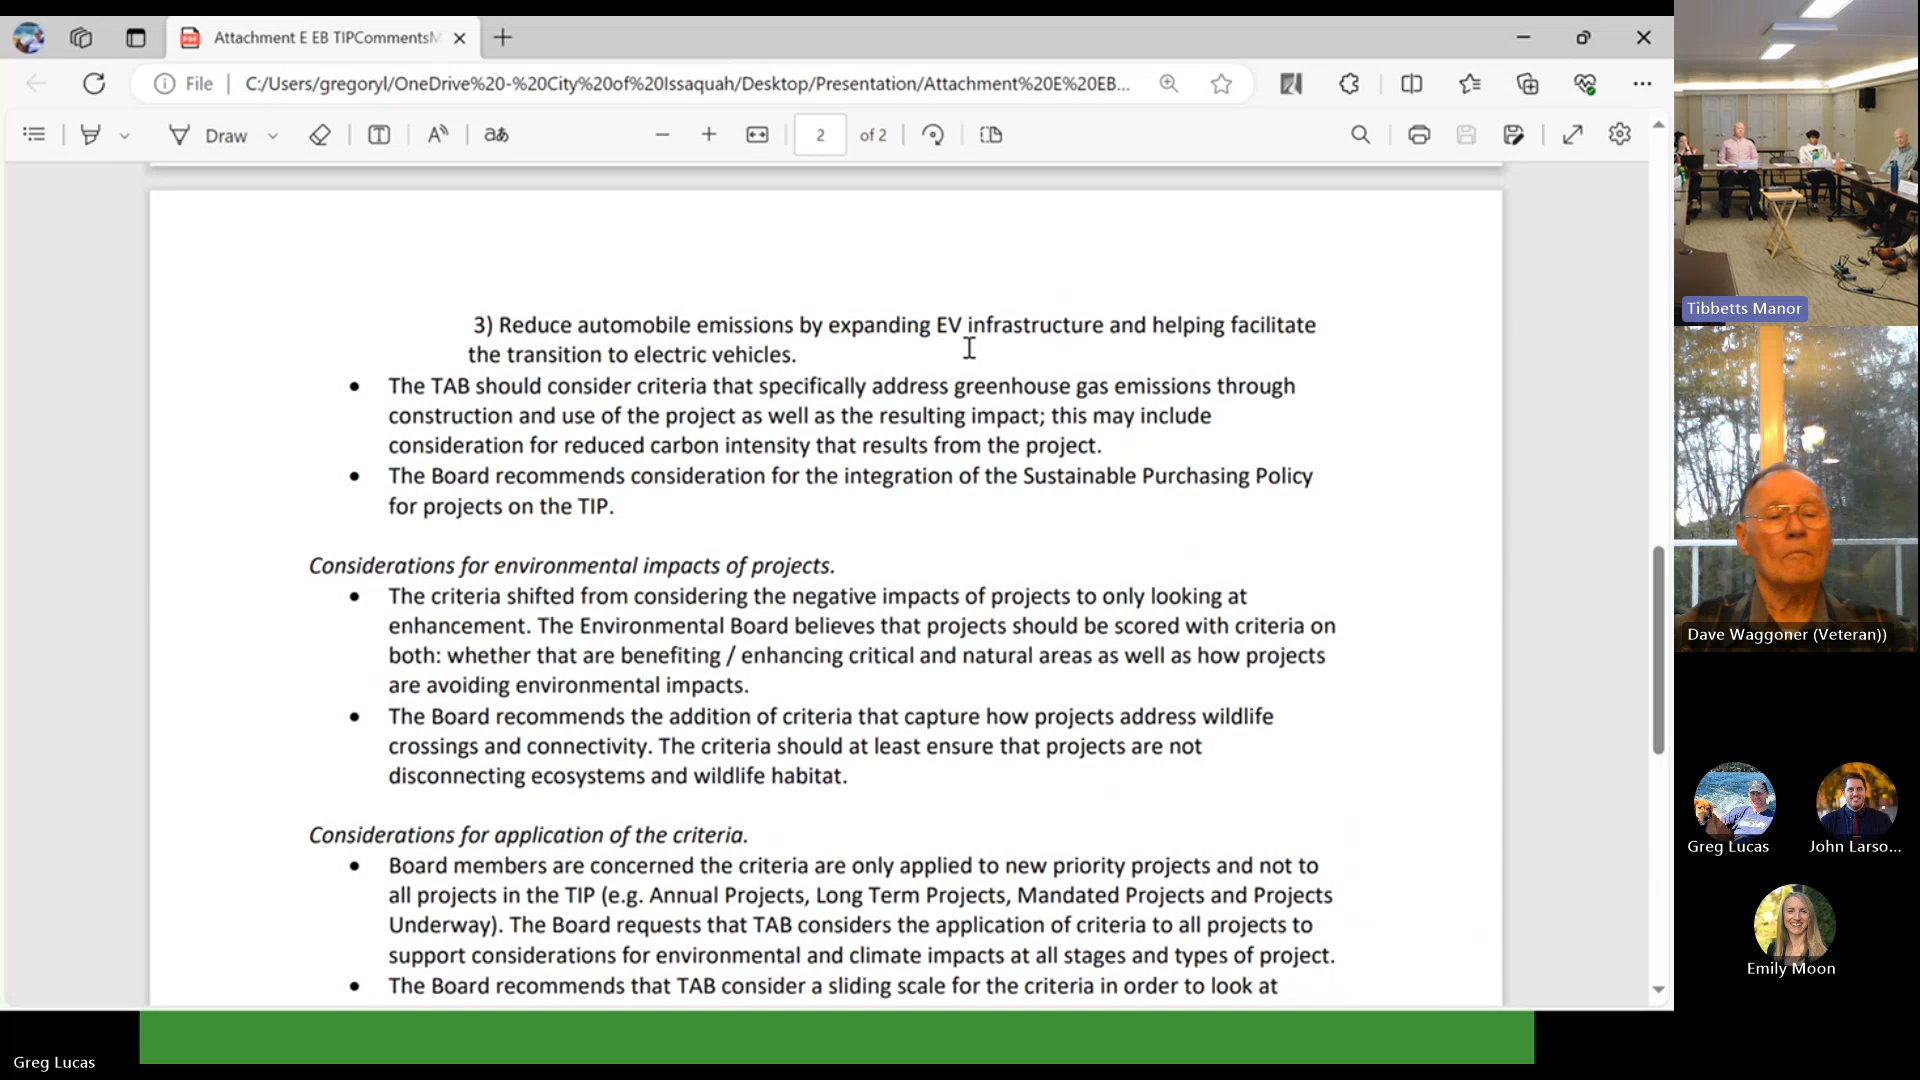 Attachment E EB TIPCommentsM
File
C:/Users/gregoryl/OneDrive%20-%20City%20of%20Issaquah/Desktop/Presentation/Attachment%20E%20EB...
Draw
2 of 2
3) Reduce automobile emissions by expanding EV infrastructure and helping facilitate
the transition to electric vehicles.
• The TAB should consider criteria that specifically address greenhouse gas emissions through
construction and use of the project as well as the resulting impact; this may include
consideration for reduced carbon intensity that results from the project.
• The Board recommends consideration for the integration of the Sustainable Purchasing Policy
for projects on the TIP.
Considerations for environmental impacts of projects.
• The criteria shifted from considering the negative impacts of projects to only looking at
enhancement. The Environmental Board believes that projects should be scored with criteria on
both: whether that are benefiting / enhancing critical and natural areas as well as how projects
are avoiding environmental impacts.
• The Board recommends the addition of criteria that capture how projects address wildlife
crossings and connectivity. The criteria should at least ensure that projects are not
disconnecting ecosystems and wildlife habitat.
Considerations for application of the criteria.
• Board members are concerned the criteria are only applied to new priority projects and not to
all projects in the TIP (e.g. Annual Projects, Long Term Projects, Mandated Projects and Projects
Underway). The Board requests that TAB considers the application of criteria to all projects to
support considerations for environmental and climate impacts at all stages and types of project.
• The Board recommends that TAB consider a sliding scale for the criteria in order to look at
Greg Lucas
Tibbetts Manor
Dave Waggoner (Veteran))
Greg Lucas
John Larso...
Emily Moon